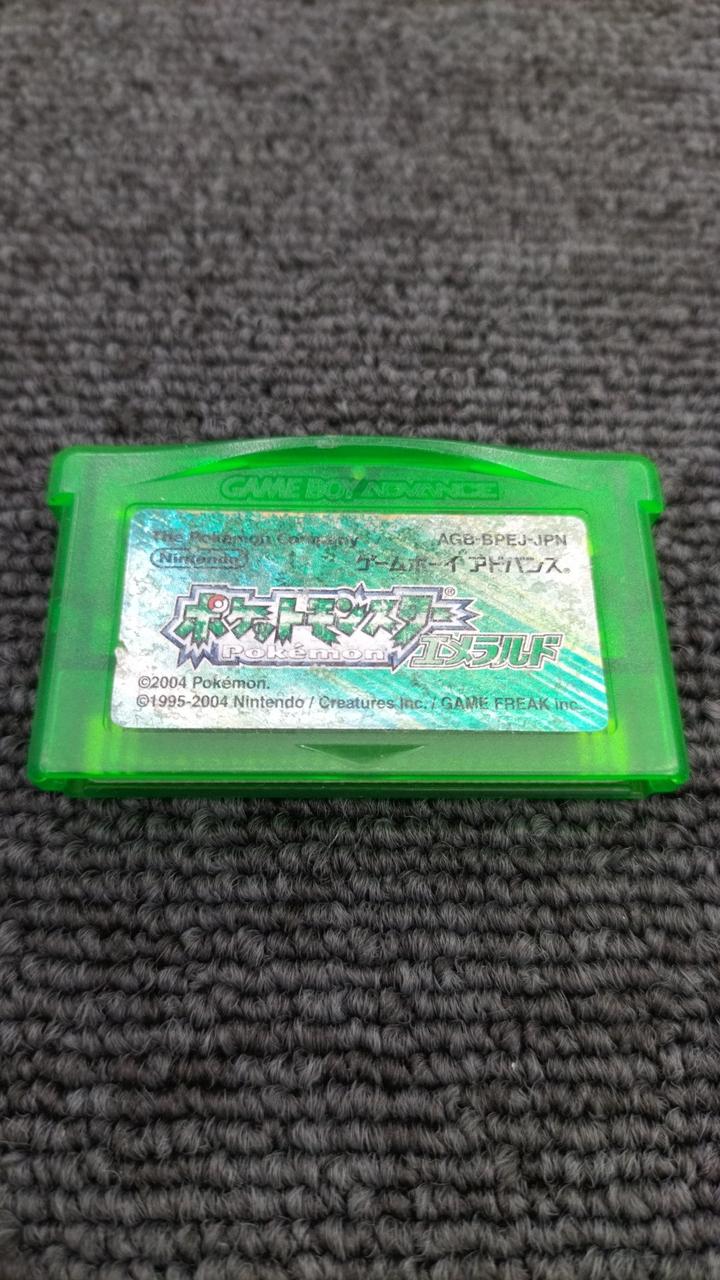 GAME BOY ADVANCE
The Pokémon Company AGB-BPEJ-JPN
Nintendo ゲームボーイ アドバンス®
ポケットモンスター®
Pokémon エメラルド
©2004 Pokémon.
©1995-2004 Nintendo / Creatures inc. / GAME FREAK inc.